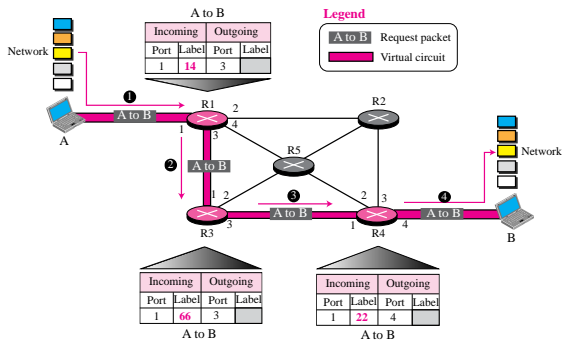 A to B
Incoming Outgoing
Port Label Port Label
1 14 3
Legend
A to B Request packet
Virtual circuit
Network
1
A to B
A
R1
1
2
3
4
R2
2
A to B
R5
Network
1
2
R3
3
3
A to B
2
3
1
R4
4
4
A to B
B
Incoming Outgoing
Port Label Port Label
1 66 3
A to B
Incoming Outgoing
Port Label Port Label
1 22 4
A to B